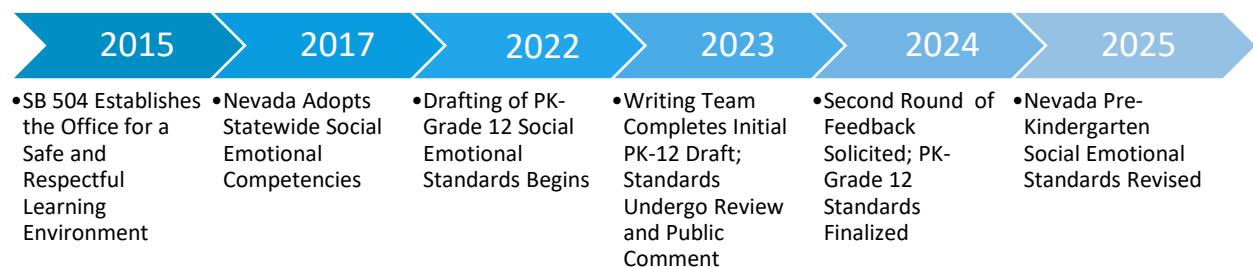 2015
2017
2022
2023
2024
2025
•SB 504 Establishes
the Office for a
Safe and
Respectful
Learning
Environment
•Nevada Adopts
Statewide Social
Emotional
Competencies
•Drafting of PK-
Grade 12 Social
Emotional
Standards Begins
•Writing Team
Completes Initial
PK-12 Draft;
Standards
Undergo Review
and Public
Comment
•Second Round of
Feedback
Solicited; PK-
Grade 12
Standards
Finalized
•Nevada Pre-
Kindergarten
Social Emotional
Standards Revised